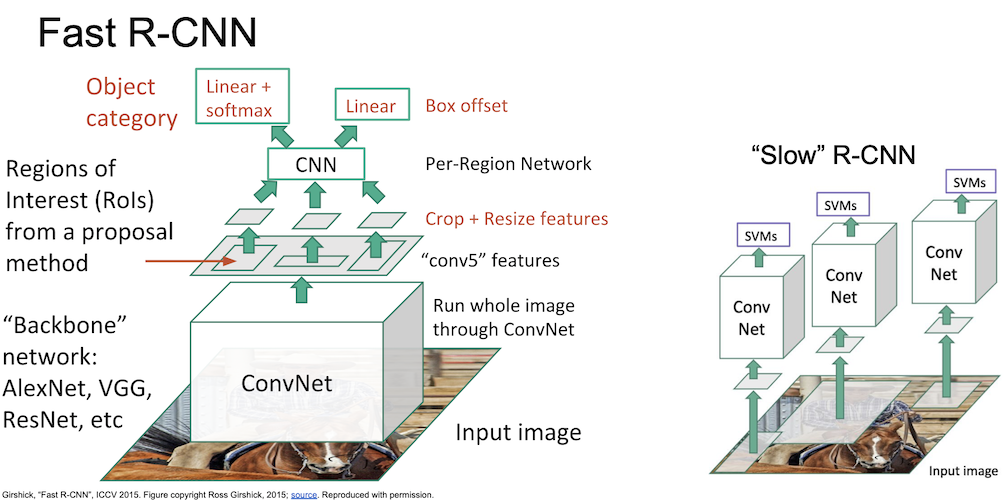 Fast R-CNN
Object
category
Linear +
softmax
Linear
Box offset
CNN
Per-Region Network
Regions of
Interest (RoIs)
from a proposal
method
Crop + Resize features
“conv5” features
Run whole image
through ConvNet
“Backbone”
network:
AlexNet, VGG,
ResNet, etc
ConvNet
Input image
“Slow” R-CNN
SVMs
SVMs
SVMs
Conv
Net
Conv
Net
Conv
Net
Input image
Girshick, “Fast R-CNN”, ICCV 2015. Figure copyright Ross Girshick, 2015; source. Reproduced with permission.